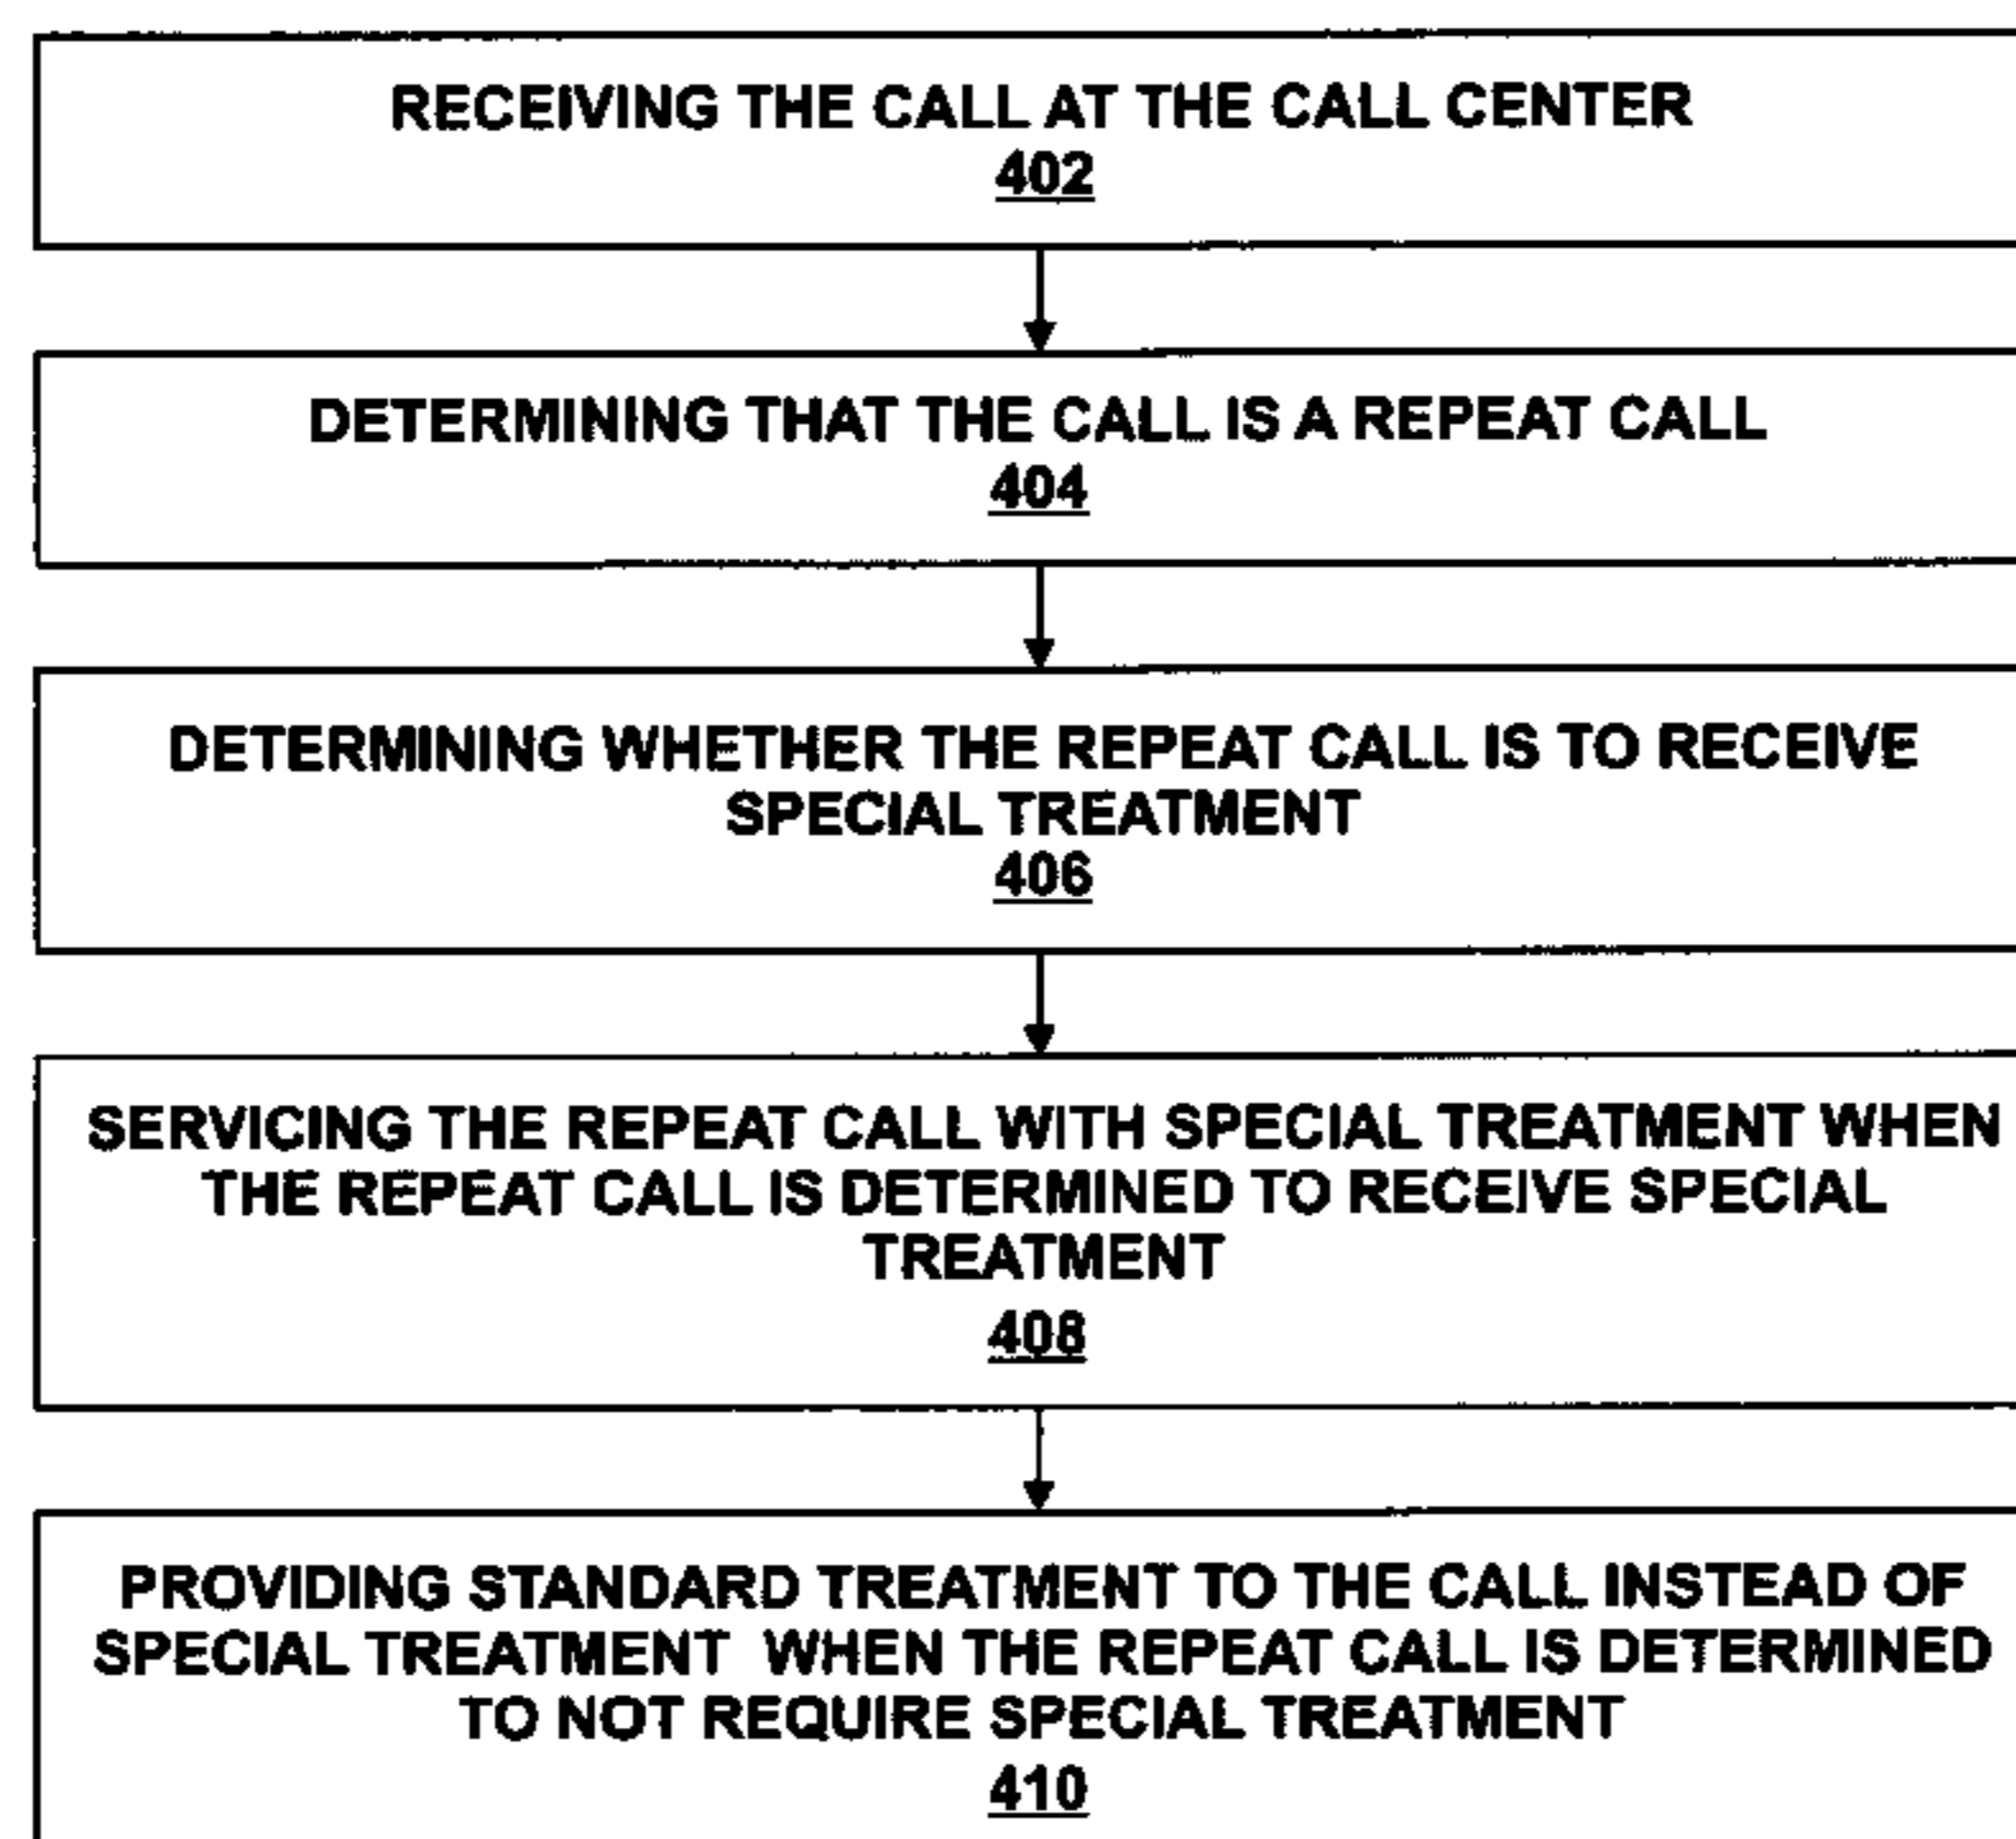 RECEIVING THE CALL AT THE CALL CENTER
402
DETERMINING THAT THE CALL IS A REPEAT CALL
404
DETERMINING WHETHER THE REPEAT CALL IS TO RECEIVE
SPECIAL TREATMENT
406
SERVICING THE REPEAT CALL WITH SPECIAL TREATMENT WHEN
THE REPEAT CALL IS DETERMINED TO RECEIVE SPECIAL
TREATMENT
408
PROVIDING STANDARD TREATMENT TO THE CALL INSTEAD OF
SPECIAL TREATMENT WHEN THE REPEAT CALL IS DETERMINED
TO NOT REQUIRE SPECIAL TREATMENT
410